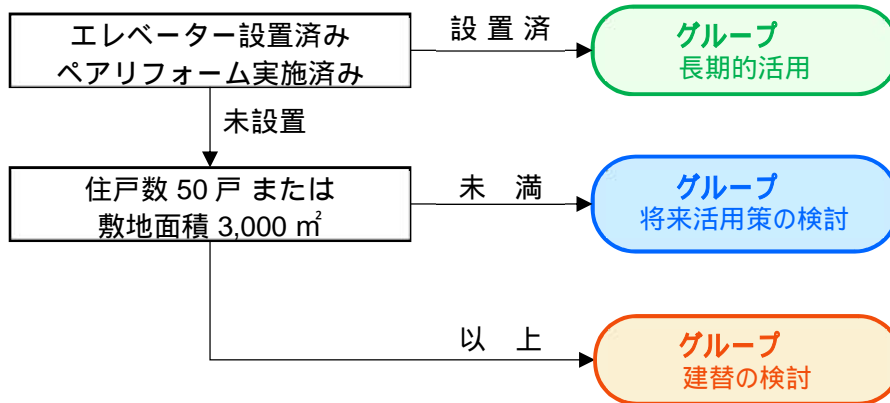 エレベーター設置済み
ペアリフォーム実施済み
設置済
グループ
長期的活用
未設置
住戸数 50 戸 または
敷地面積 3,000 ㎡
未 満
グループ
将来活用策の検討
以 上
グループ
建替の検討